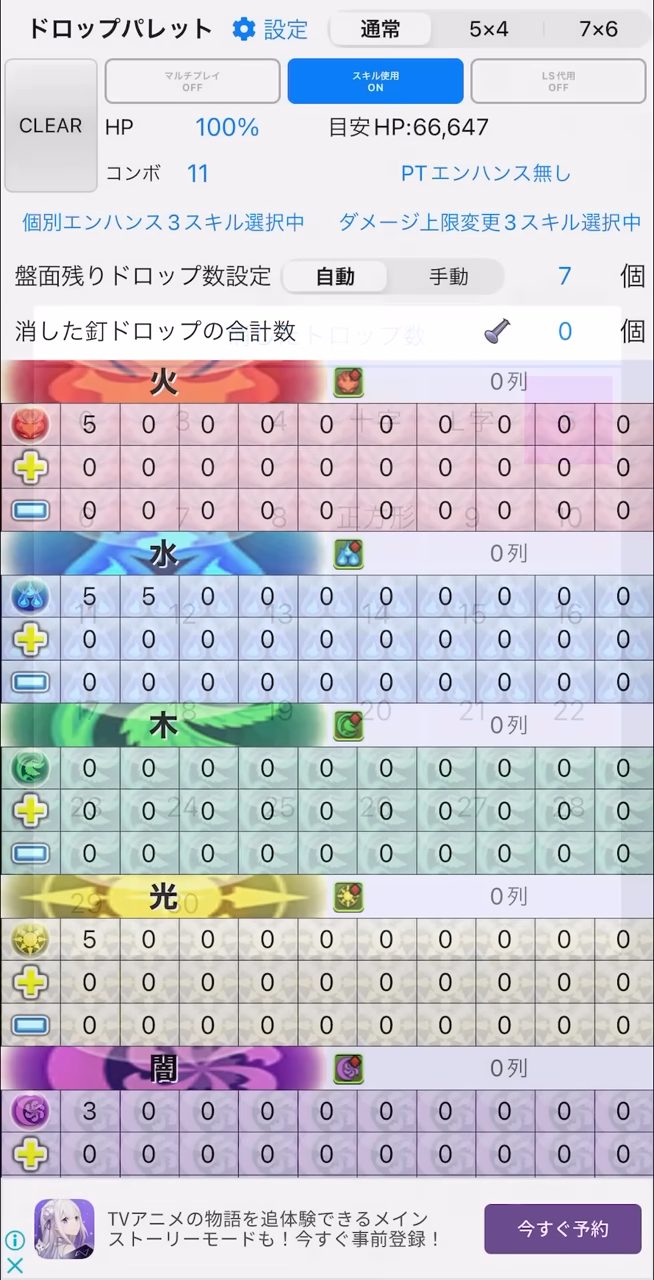 ドロップパレット 設定 通常 5×4 7×6
CLEAR
マルチプレイ
OFF
スキル使用
ON
LS代用
OFF
HP 100% 目安HP:66,647
コンボ 11 PTエンハンス無し
個別エンハンス3スキル選択中 ダメージ上限変更3スキル選択中
盤面残りドロップ数設定 自動 手動 7 個
消した釘ドロップの合計数 0 個
火 0列
5 0 0 0 0 0 0 0 0 0
0 0 0 0 0 0 0 0 0 0
0 0 0 0 0 0 0 0 0 0
水 0列
5 5 0 0 0 0 0 0 0 0
0 0 0 0 0 0 0 0 0 0
0 0 0 0 0 0 0 0 0 0
木 0列
0 0 0 0 0 0 0 0 0 0
0 0 0 0 0 0 0 0 0 0
0 0 0 0 0 0 0 0 0 0
光 0列
5 0 0 0 0 0 0 0 0 0
0 0 0 0 0 0 0 0 0 0
0 0 0 0 0 0 0 0 0 0
闇 0列
3 0 0 0 0 0 0 0 0 0
0 0 0 0 0 0 0 0 0 0
TVアニメの物語を追体験できるメイン
ストーリーモードも！今すぐ事前登録！
今すぐ予約